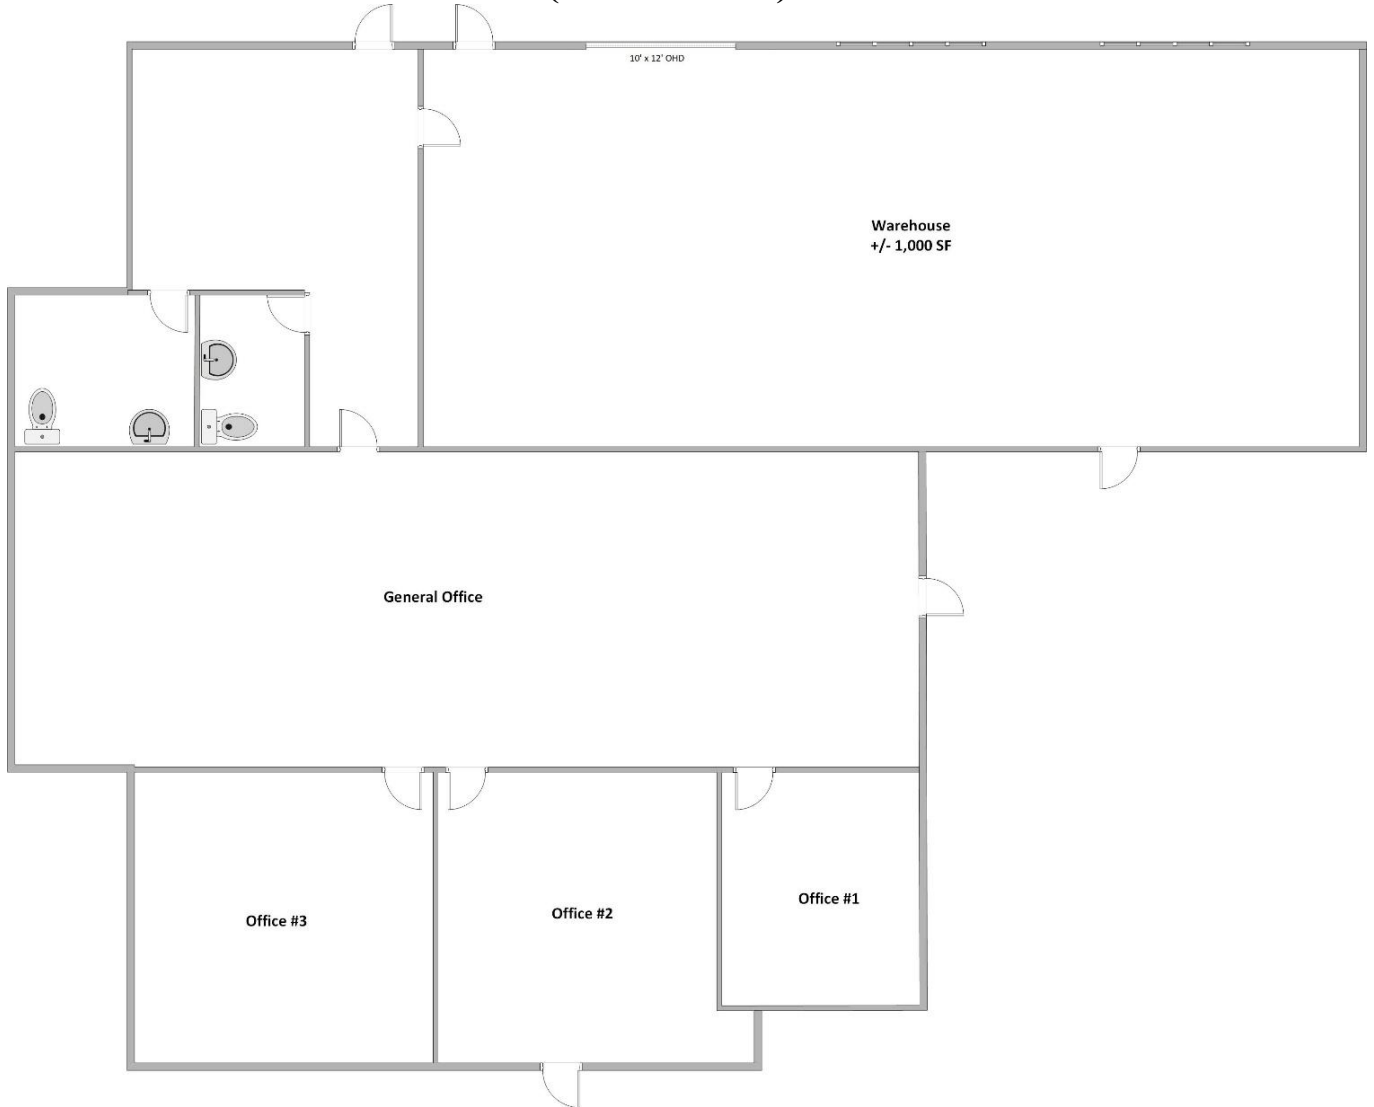 10' x 12' OHD
Warehouse
+/- 1,000 SF
General Office
Office #3
Office #2
Office #1